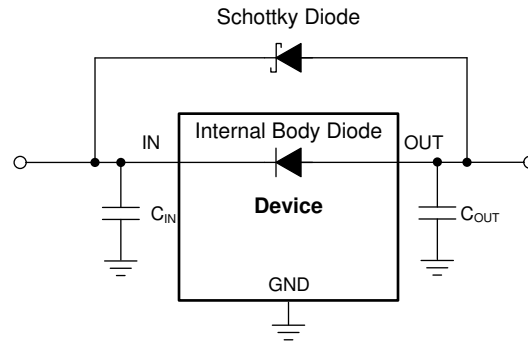 Schottky Diode
IN
Internal Body Diode
OUT
Device
CIN
COUT
GND